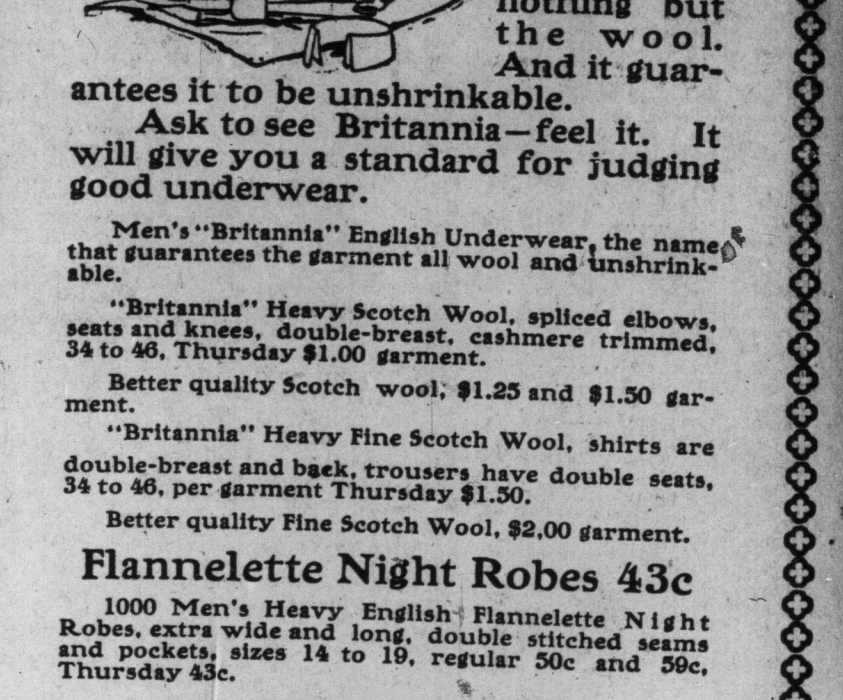 nothing but
the wool.
And it guar-
antees it to be unshrinkable.
Ask to see Britannia—feel it. It
will give you a standard for judging
good underwear.
Men's "Britannia" English Underwear, the name
that guarantees the garment all wool and unshrink-
able.
"Britannia" Heavy Scotch Wool, spliced elbows,
seats and knees, double-breast, cashmere trimmed,
34 to 46, Thursday $1.00 garment.
Better quality Scotch wool, $1.25 and $1.50 gar-
ment.
"Britannia" Heavy Fine Scotch Wool, shirts are
double-breast and back, trousers have double seats,
34 to 46, per garment Thursday $1.50.
Better quality Fine Scotch Wool, $2,00 garment.
Flannelette Night Robes 43c
1000 Men's Heavy English Flannelette Night
Robes, extra wide and long, double stitched seams
and pockets, sizes 14 to 19, regular 50c and 59c,
Thursday 43c.